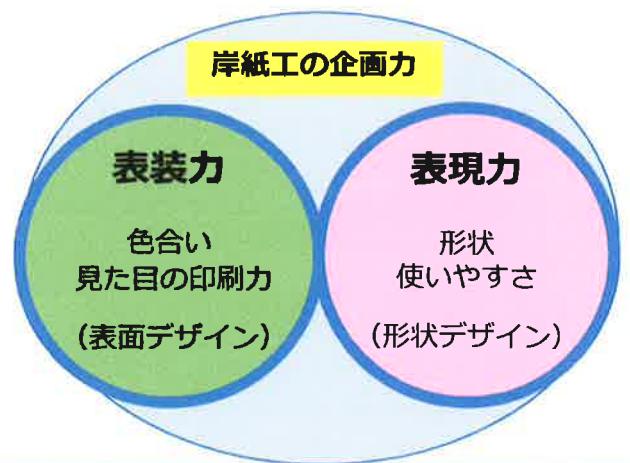 岸紙工の企画力
表装力
色合い
見た目の印刷力
(表面デザイン)
表現力
形状
使いやすさ
(形状デザイン)